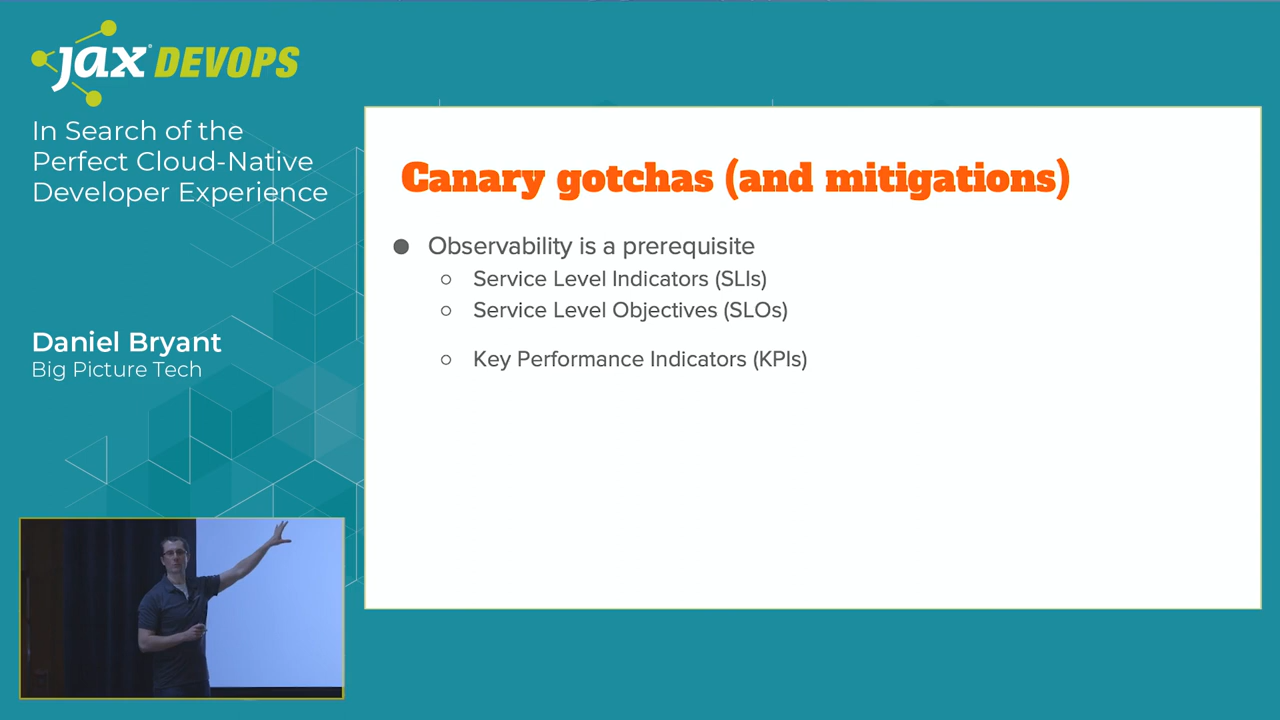 jax DEVOPS
In Search of the
Perfect Cloud-Native
Developer Experience
Daniel Bryant
Big Picture Tech
Canary gotchas (and mitigations)
● Observability is a prerequisite
○ Service Level Indicators (SLIs)
○ Service Level Objectives (SLOs)
○ Key Performance Indicators (KPIs)